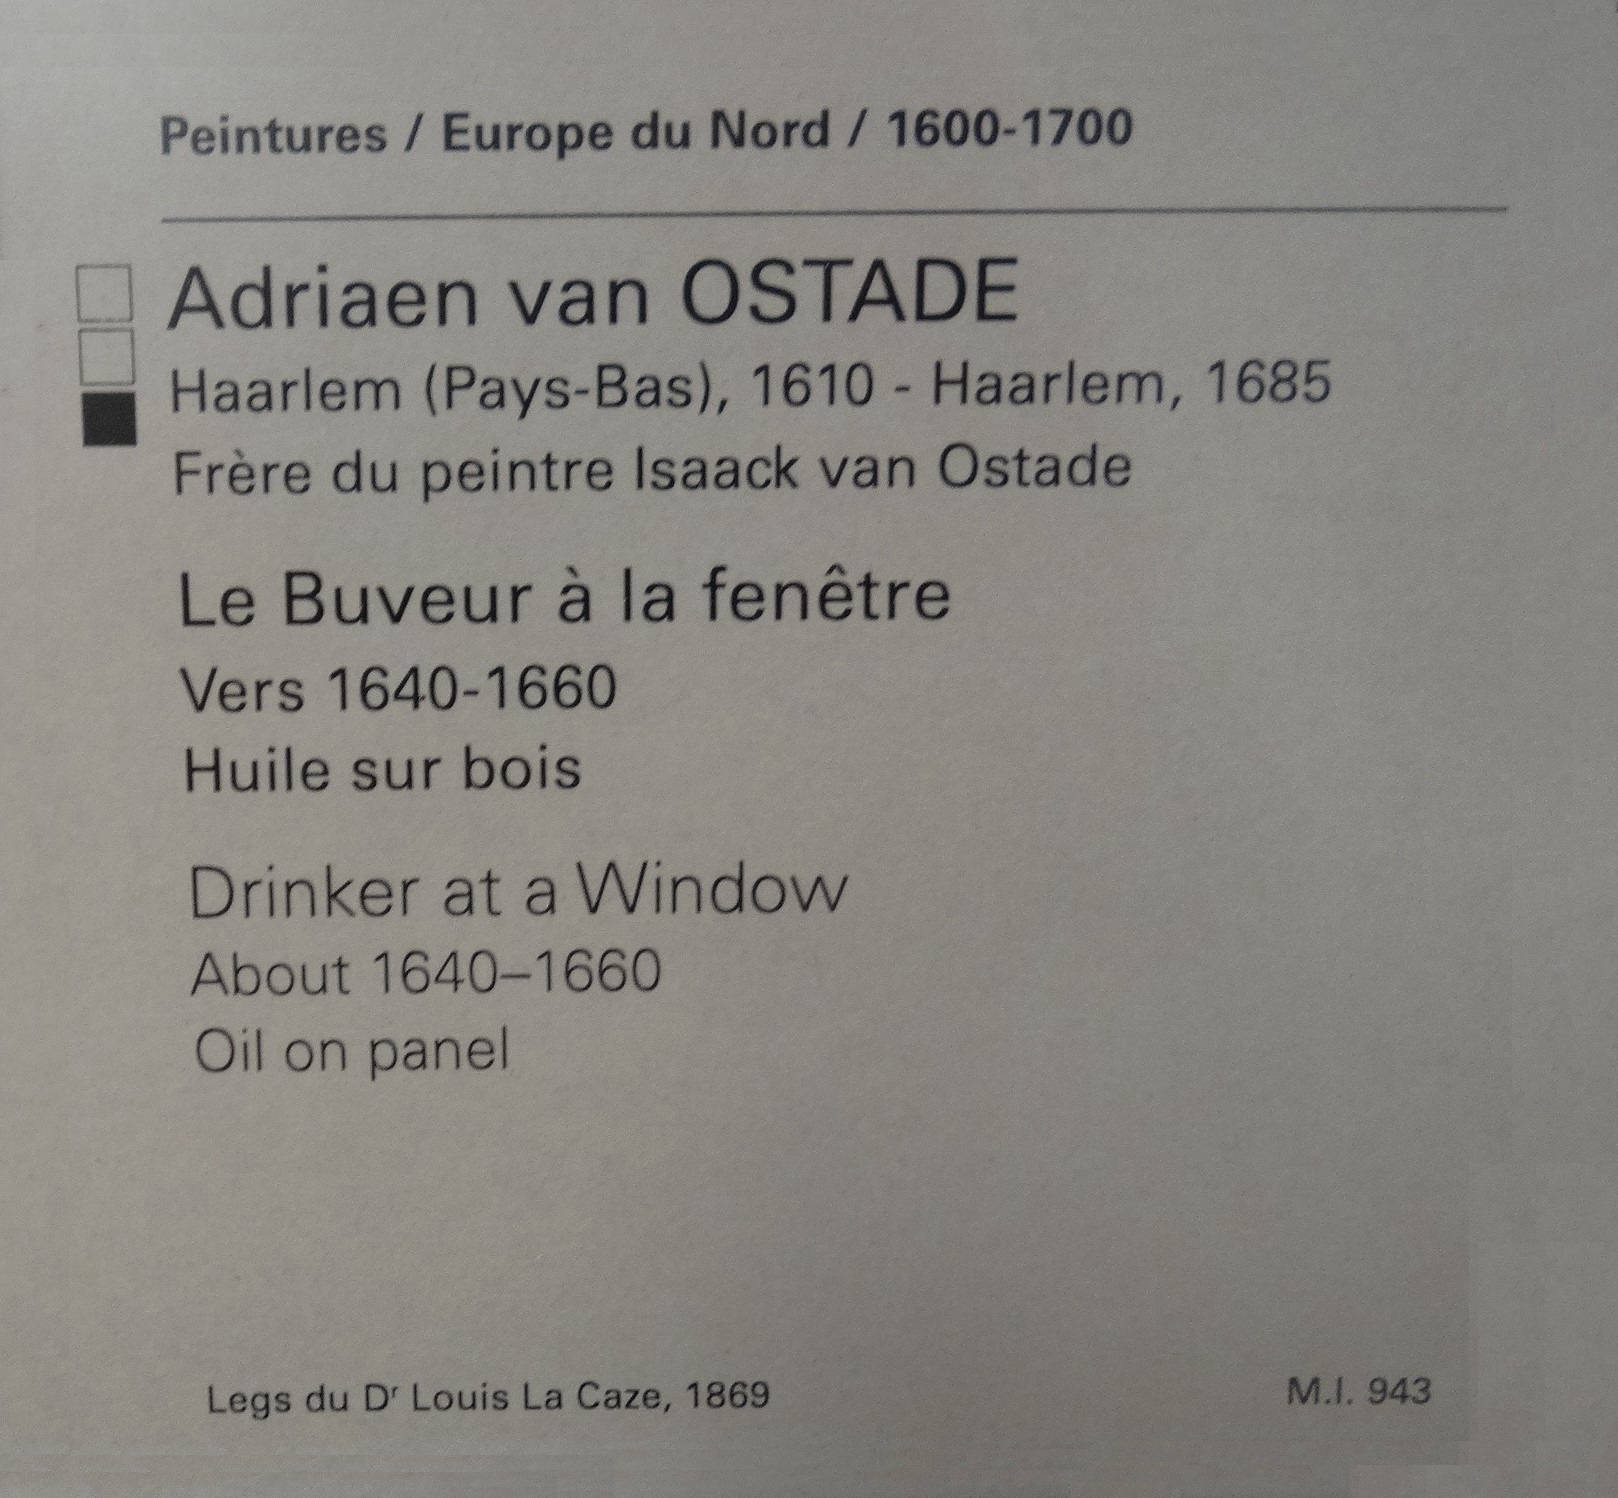 Peintures / Europe du Nord / 1600-1700
Adriaen van OSTADE
Haarlem (Pays-Bas), 1610 - Haarlem, 1685
Frère du peintre Isaack van Ostade
Le Buveur à la fenêtre
Vers 1640-1660
Huile sur bois
Drinker at a Window
About 1640–1660
Oil on panel
Legs du Dʳ Louis La Caze, 1869
M.I. 943